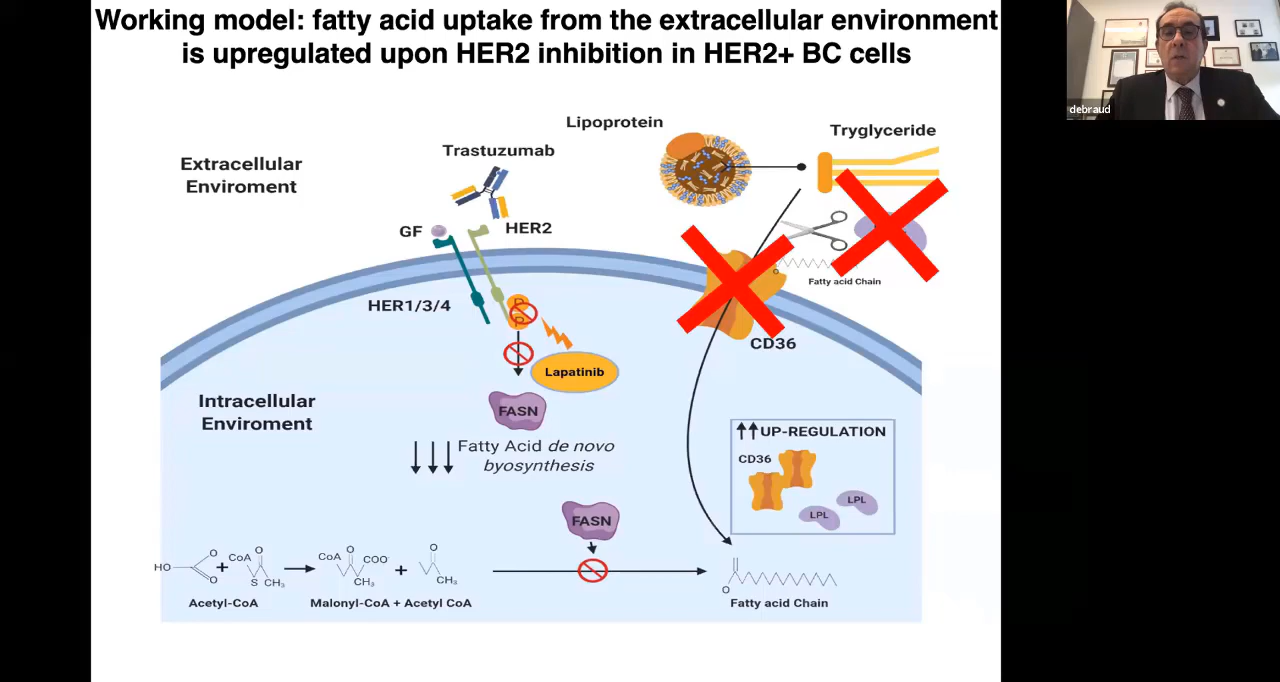 Working model: fatty acid uptake from the extracellular environment
is upregulated upon HER2 inhibition in HER2+ BC cells
debraud
Lipoprotein
Tryglyceride
Trastuzumab
Extracellular
Enviroment
GF
HER2
Fatty acid Chain
HER1/3/4
CD36
Lapatinib
Intracellular
Enviroment
FASN
Fatty Acid de novo
byosynthesis
UP-REGULATION
CD36
LPL
LPL
FASN
HO
O
O
CoA
O
S
CH₃
+
CoA
O
COO
CH₃
+
O
CH₃
O
Acetyl-CoA
Malonyl-CoA + Acetyl CoA
Fatty acid Chain